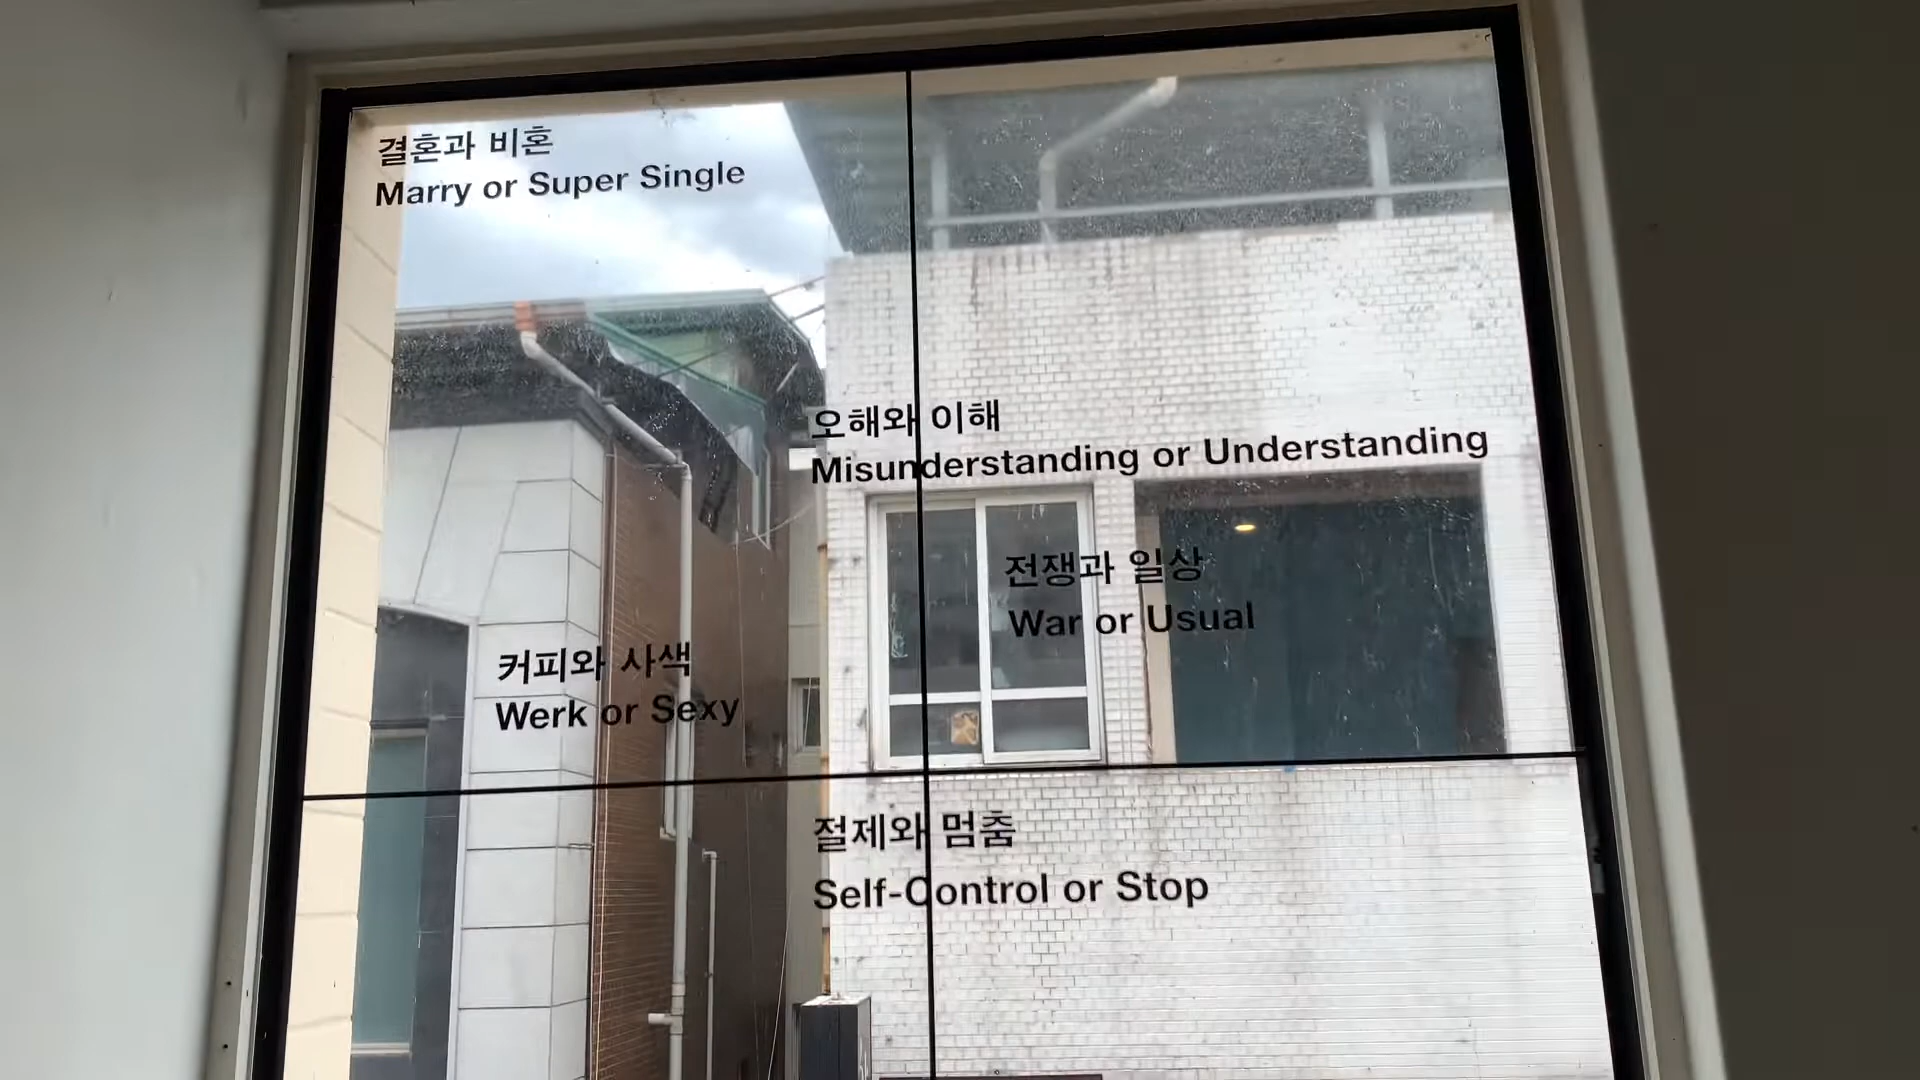 결혼과 비혼
Marry or Super Single
오해와 이해
Misunderstanding or Understanding
전쟁과 일상
War or Usual
커피와 사색
Werk or Sexy
절제와 멈춤
Self-Control or Stop